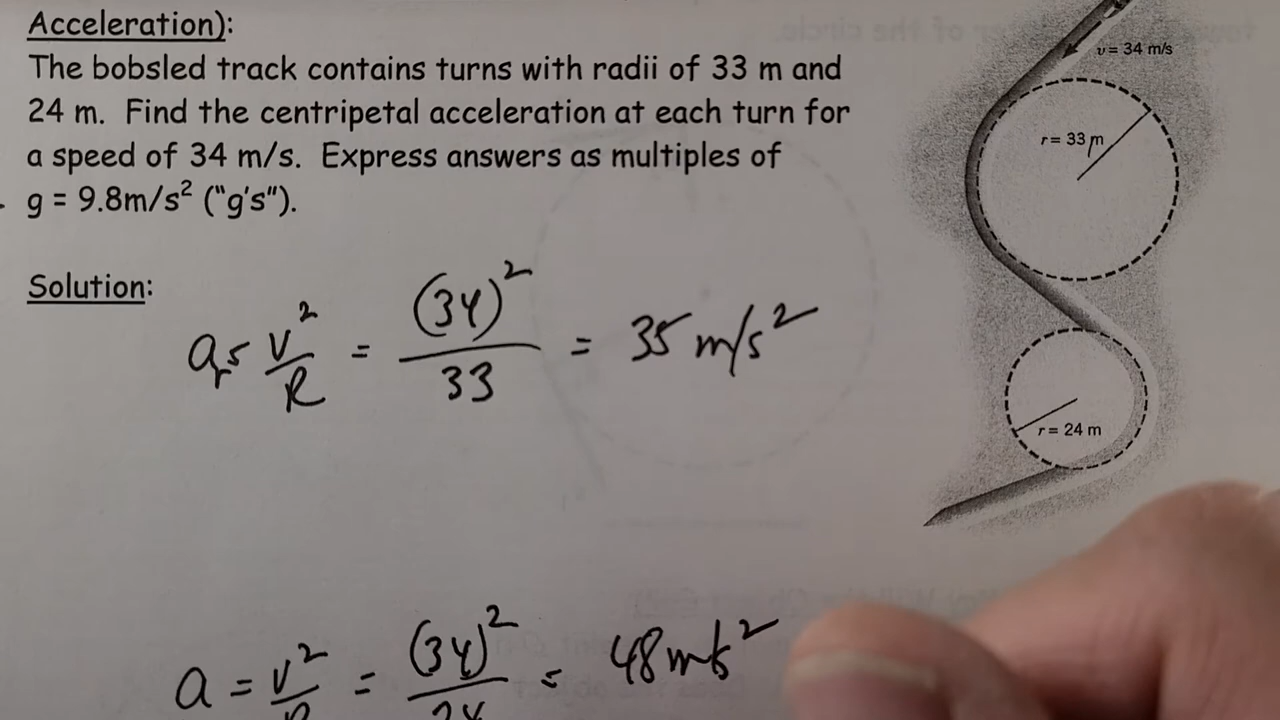 Acceleration):
The bobsled track contains turns with radii of 33 m and
24 m. Find the centripetal acceleration at each turn for
a speed of 34 m/s. Express answers as multiples of
g = 9.8m/s² ("g's").
Solution:
a_r = v²/R = (34)²/33 = 35 m/s²
a = v²/R = (34)²/24 = 48 m/s²
v = 34 m/s
r = 33 m
r = 24 m